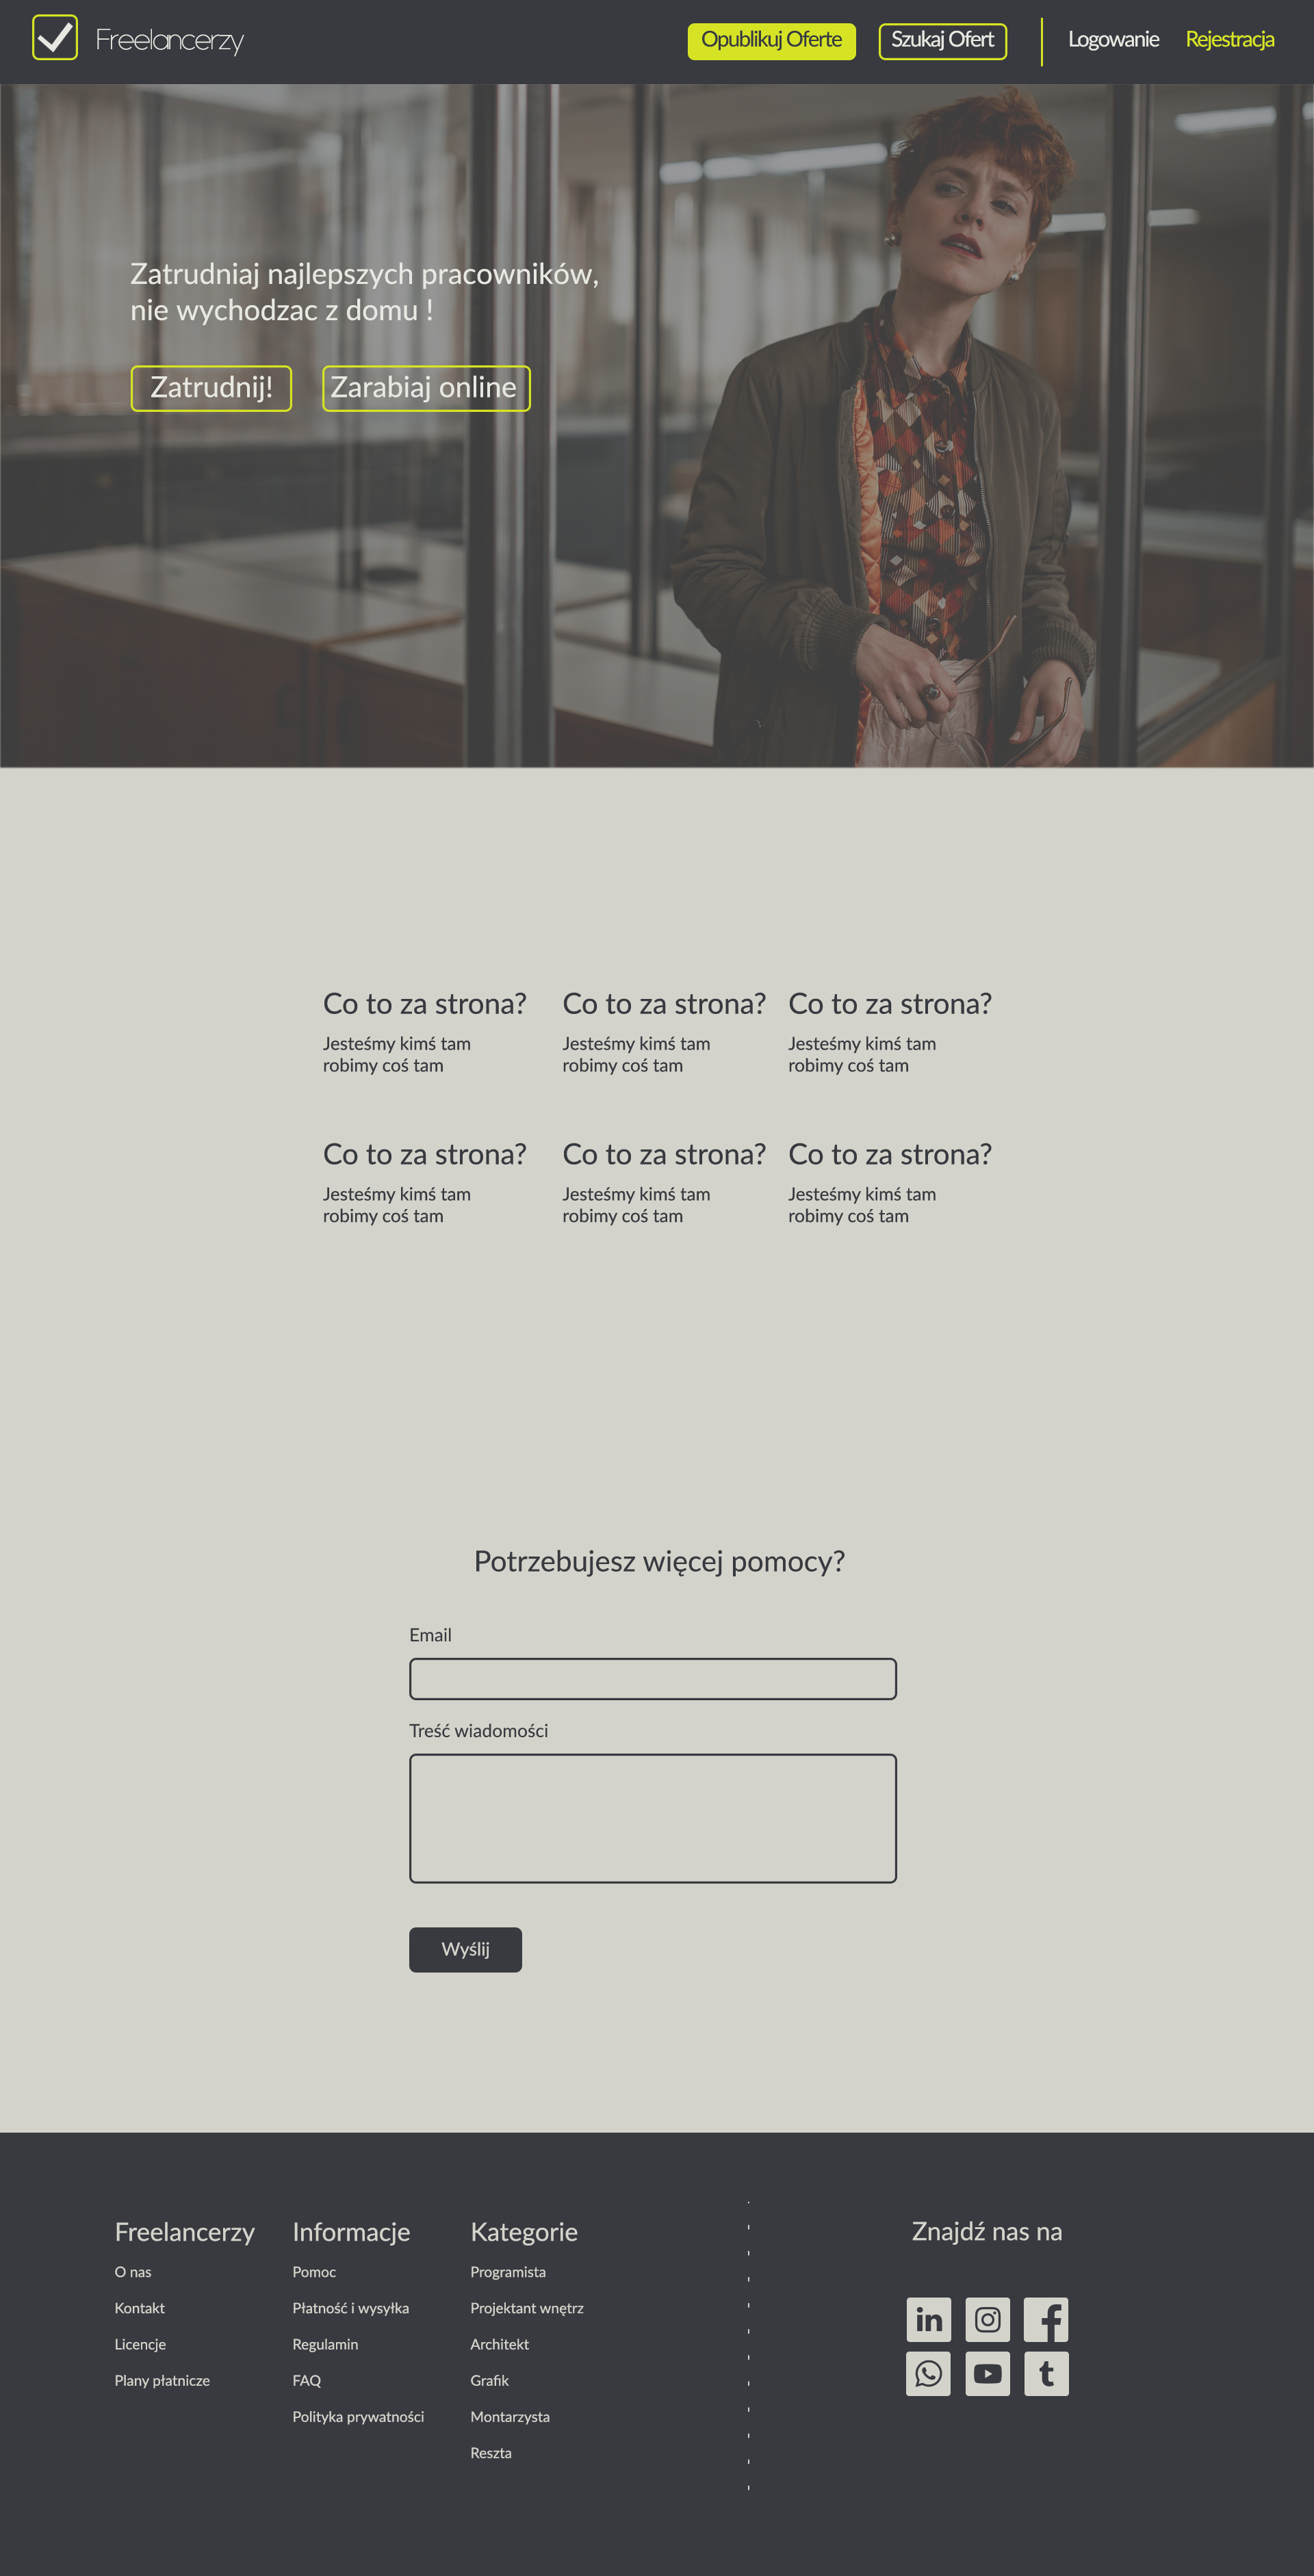 Freelancerzy
Opublikuj Oferte
Szukaj Ofert
Logowanie
Rejestracja
Zatrudniaj najlepszych pracowników,
nie wychodzac z domu !
Zatrudnij!
Zarabiaj online
Co to za strona?
Jesteśmy kimś tam
robimy coś tam
Co to za strona?
Jesteśmy kimś tam
robimy coś tam
Co to za strona?
Jesteśmy kimś tam
robimy coś tam
Co to za strona?
Jesteśmy kimś tam
robimy coś tam
Co to za strona?
Jesteśmy kimś tam
robimy coś tam
Co to za strona?
Jesteśmy kimś tam
robimy coś tam
Potrzebujesz więcej pomocy?
Email
Treść wiadomości
Wyślij
Freelancerzy
O nas
Kontakt
Licencje
Plany płatnicze
Informacje
Pomoc
Płatność i wysyłka
Regulamin
FAQ
Polityka prywatności
Kategorie
Programista
Projektant wnętrz
Architekt
Grafik
Montarzysta
Reszta
Znajdź nas na